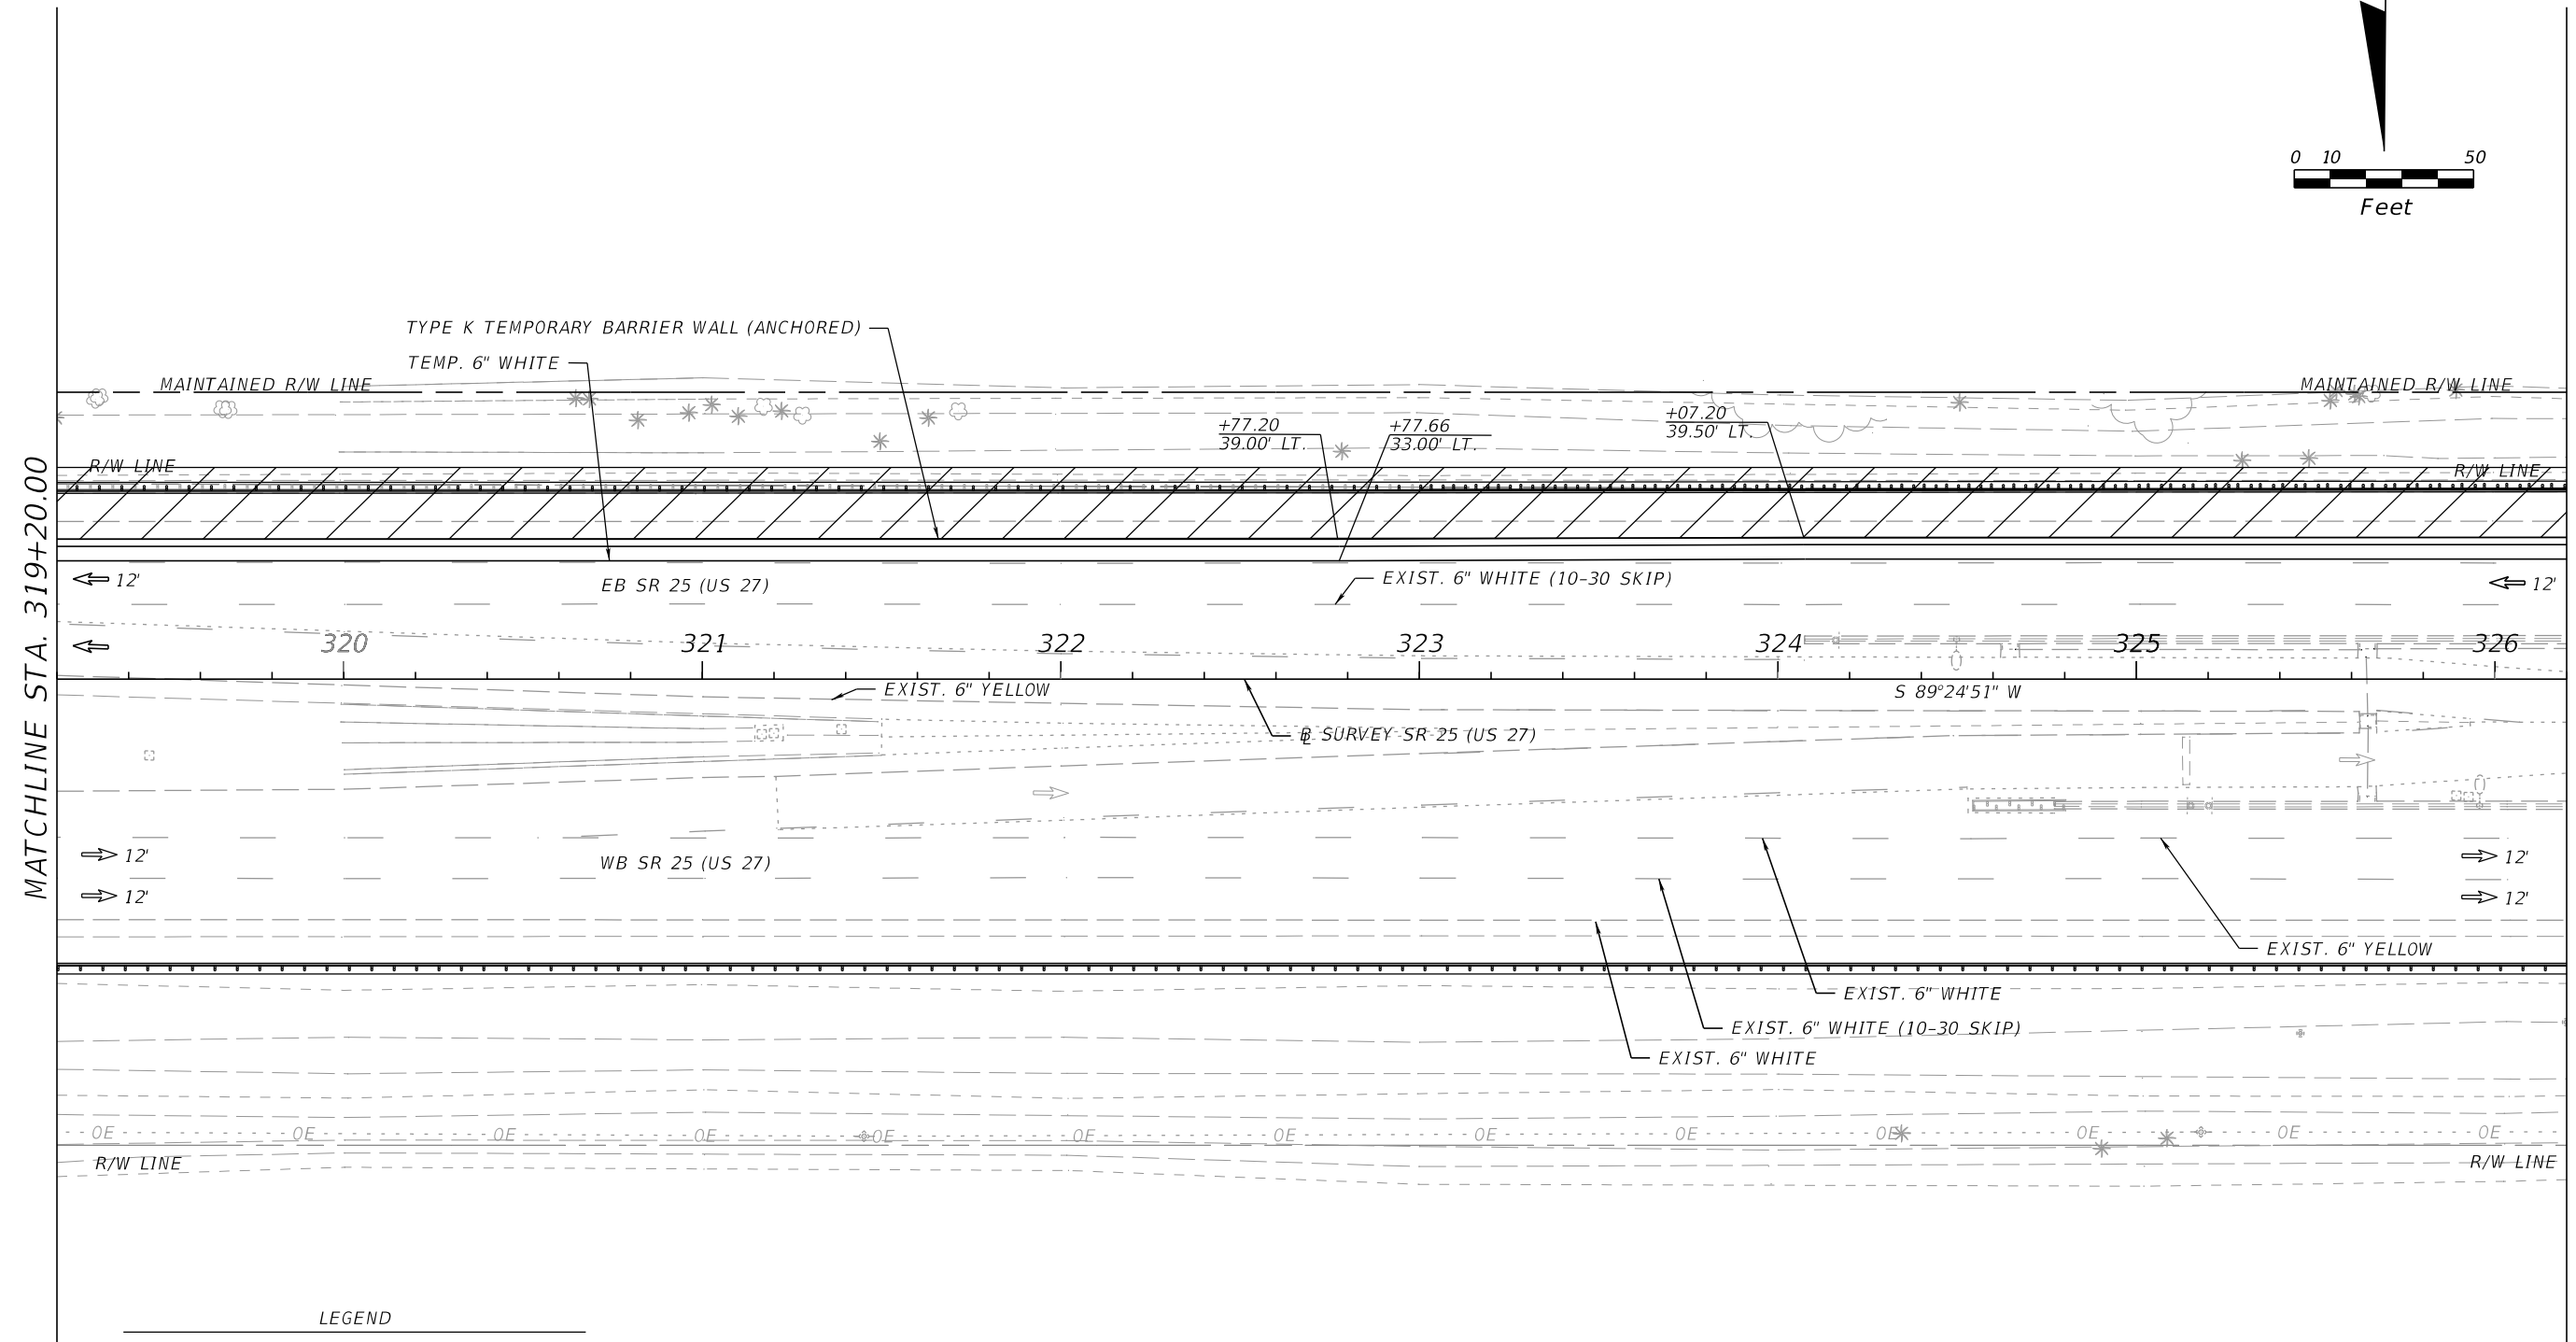 0 10 50
Feet
TYPE K TEMPORARY BARRIER WALL (ANCHORED)
TEMP. 6" WHITE
MAINTAINED R/W LINE
MAINTAINED R/W LINE
+77.20
39.00' LT.
+77.66
33.00' LT.
+07.20
39.50' LT.
R/W LINE
R/W LINE
MATCHLINE STA. 319+20.00
12'
EB SR 25 (US 27)
EXIST. 6" WHITE (10-30 SKIP)
12'
320 321 322 323 324 325 326
EXIST. 6" YELLOW
S 89°24'51" W
℄ SURVEY SR 25 (US 27)
12'
WB SR 25 (US 27)
12'
12'
12'
EXIST. 6" YELLOW
EXIST. 6" WHITE
EXIST. 6" WHITE (10-30 SKIP)
EXIST. 6" WHITE
OE OE OE OE OE OE OE OE OE OE OE OE OE
R/W LINE
R/W LINE
LEGEND